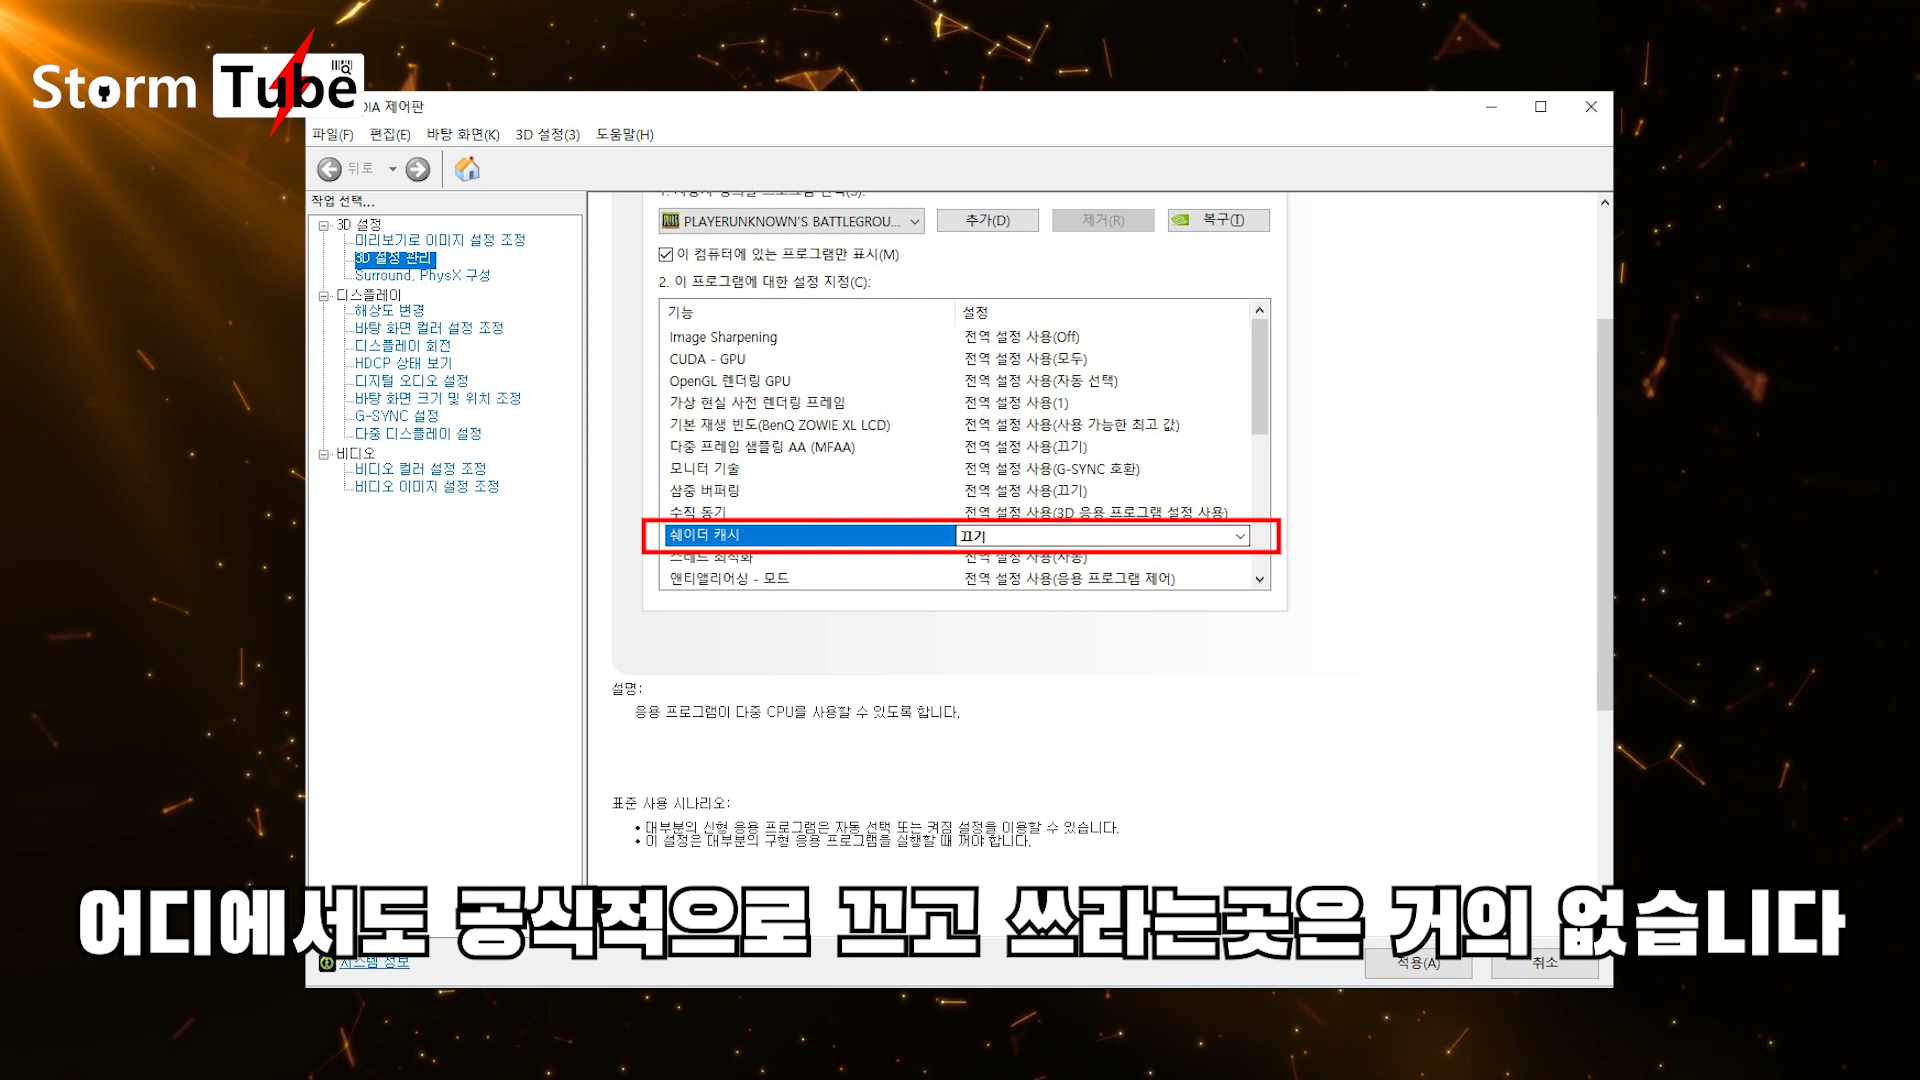 Storm Tube
DIA 제어판
파일(F) 편집(E) 바탕 화면(K) 3D 설정(3) 도움말(H)
뒤로
작업 선택...
3D 설정
미리보기로 이미지 설정 조정
3D 설정 관리
Surround, PhysX 구성
디스플레이
해상도 변경
바탕 화면 컬러 설정 조정
디스플레이 회전
HDCP 상태 보기
디지털 오디오 설정
바탕 화면 크기 및 위치 조정
G-SYNC 설정
다중 디스플레이 설정
비디오
비디오 컬러 설정 조정
비디오 이미지 설정 조정
PLAYERUNKNOWN'S BATTLEGROU... 추가(D) 제거(R) 복구(T)
이 컴퓨터에 있는 프로그램만 표시(M)
2. 이 프로그램에 대한 설정 지정(C):
기능 설정
Image Sharpening 전역 설정 사용(Off)
CUDA - GPU 전역 설정 사용(모두)
OpenGL 렌더링 GPU 전역 설정 사용(자동 선택)
가상 현실 사전 렌더링 프레임 전역 설정 사용(1)
기본 재생 빈도(BenQ ZOWIE XL LCD) 전역 설정 사용(사용 가능한 최고 값)
다중 프레임 샘플링 AA (MFAA) 전역 설정 사용(끄기)
모니터 기술 전역 설정 사용(G-SYNC 호환)
삼중 버퍼링 전역 설정 사용(끄기)
수직 동기 전역 설정 사용(3D 응용 프로그램 설정 사용)
쉐이더 캐시 끄기
스레드 최적화 전역 설정 사용(자동)
앤티앨리어싱 - 모드 전역 설정 사용(응용 프로그램 제어)
설명:
응용 프로그램이 다중 CPU를 사용할 수 있도록 합니다.
표준 사용 시나리오:
• 대부분의 신형 응용 프로그램은 자동 선택 또는 켜짐 설정을 이용할 수 있습니다.
• 이 설정은 대부분의 구형 응용 프로그램을 실행할 때 꺼야 합니다.
어디에서도 공식적으로 끄고 쓰라는곳은 거의 없습니다
시스템 정보
적용(A) 취소